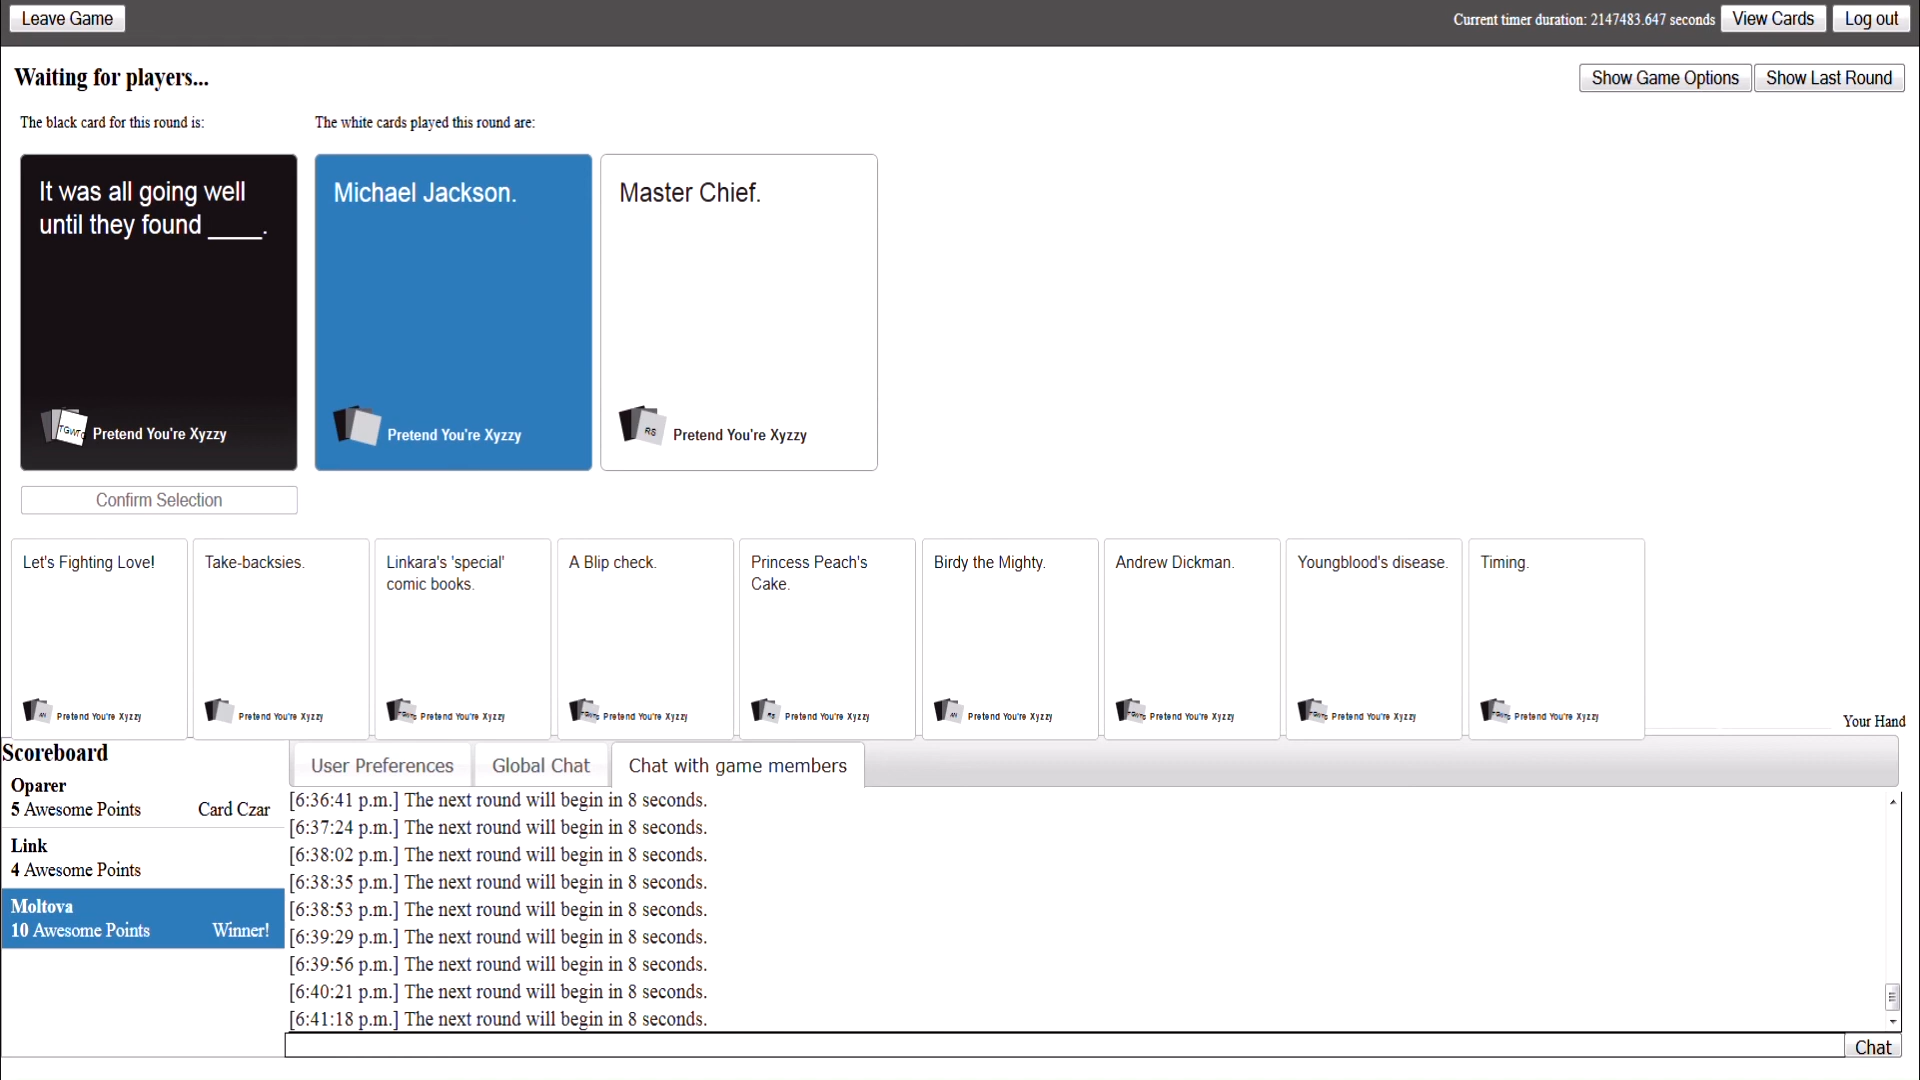 Leave Game
Current timer duration: 2147483.647 seconds
View Cards
Log out
Waiting for players...
Show Game Options
Show Last Round
The black card for this round is:
The white cards played this round are:
It was all going well
until they found ____.
TGWTG
Pretend You're Xyzzy
Michael Jackson.
Pretend You're Xyzzy
Master Chief.
RS
Pretend You're Xyzzy
Confirm Selection
Let's Fighting Love!
AN
Pretend You're Xyzzy
Take-backsies.
Pretend You're Xyzzy
Linkara's 'special'
comic books.
Pretend You're Xyzzy
A Blip check.
Pretend You're Xyzzy
Princess Peach's
Cake.
RS
Pretend You're Xyzzy
Birdy the Mighty.
AN
Pretend You're Xyzzy
Andrew Dickman.
Pretend You're Xyzzy
Youngblood's disease.
Pretend You're Xyzzy
Timing.
Pretend You're Xyzzy
Your Hand
Scoreboard
Oparer
5 Awesome Points
Card Czar
Link
4 Awesome Points
Moltova
10 Awesome Points
Winner!
User Preferences
Global Chat
Chat with game members
[6:36:41 p.m.] The next round will begin in 8 seconds.
[6:37:24 p.m.] The next round will begin in 8 seconds.
[6:38:02 p.m.] The next round will begin in 8 seconds.
[6:38:35 p.m.] The next round will begin in 8 seconds.
[6:38:53 p.m.] The next round will begin in 8 seconds.
[6:39:29 p.m.] The next round will begin in 8 seconds.
[6:39:56 p.m.] The next round will begin in 8 seconds.
[6:40:21 p.m.] The next round will begin in 8 seconds.
[6:41:18 p.m.] The next round will begin in 8 seconds.
Chat